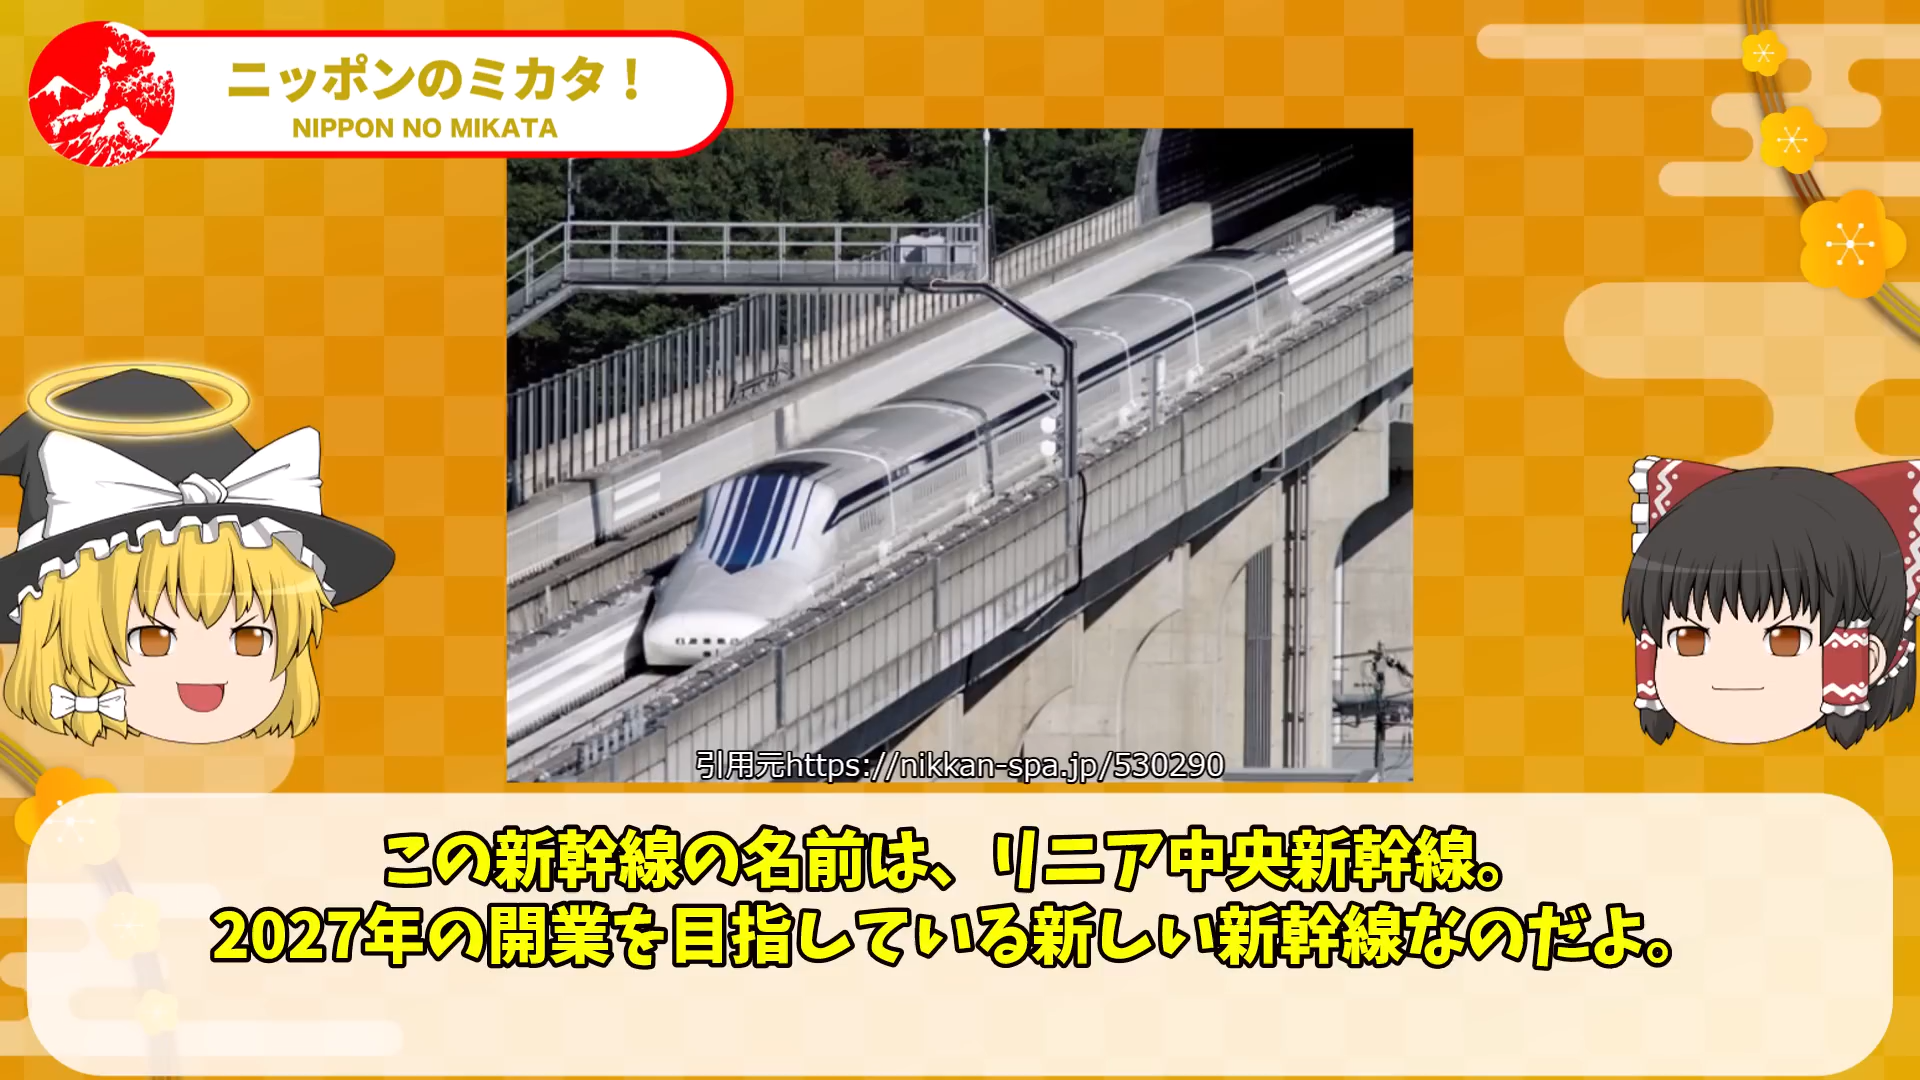 ニッポンのミカタ！
NIPPON NO MIKATA
引用元https://nikkan-spa.jp/530290
この新幹線の名前は、リニア中央新幹線。
2027年の開業を目指している新しい新幹線なのだよ。